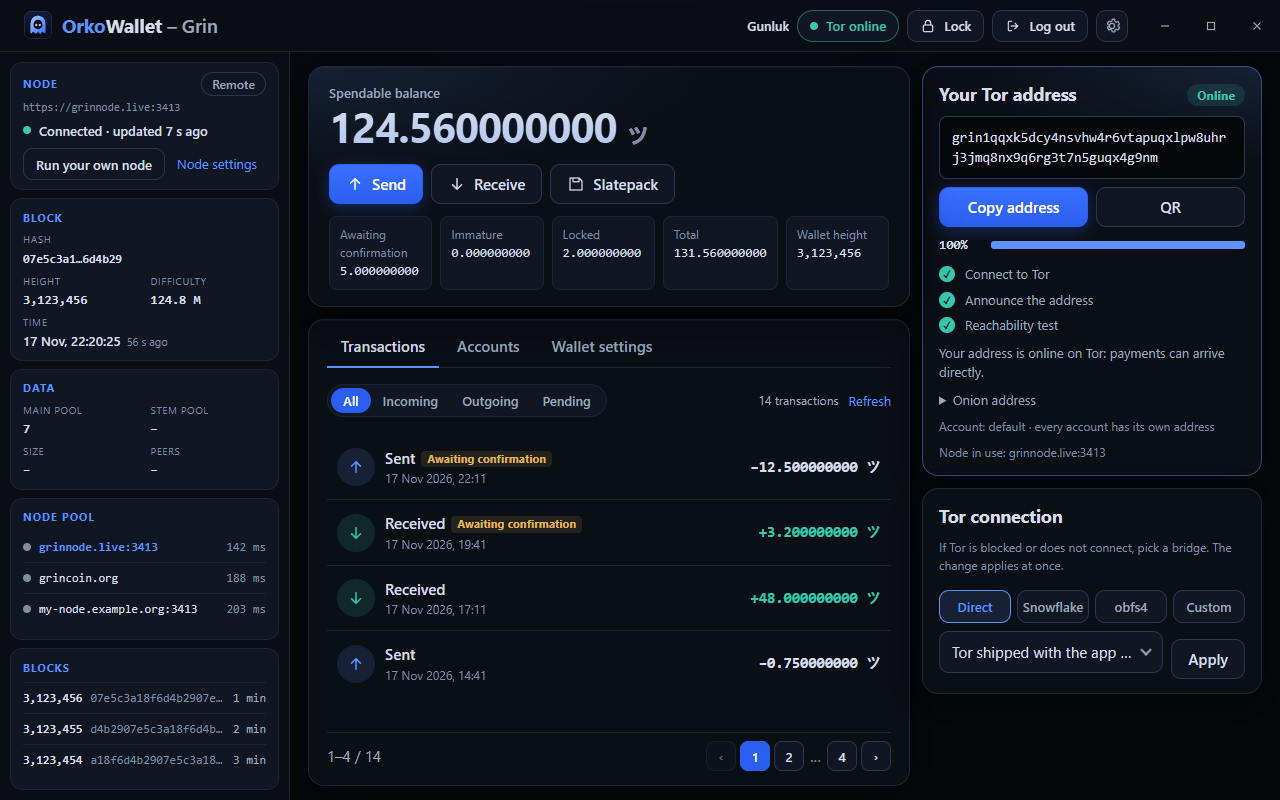 OrkoWallet – Grin
Gunluk
Tor online
Lock
Log out
NODE
Remote
https://grinnode.live:3413
Connected · updated 7 s ago
Run your own node
Node settings
BLOCK
HASH
07e5c3a1…6d4b29
HEIGHT
DIFFICULTY
3,123,456
124.8 M
TIME
17 Nov, 22:20:25 56 s ago
DATA
MAIN POOL
STEM POOL
7
–
SIZE
PEERS
–
–
NODE POOL
grinnode.live:3413 142 ms
grincoin.org 188 ms
my-node.example.org:3413 203 ms
BLOCKS
3,123,456 07e5c3a18f6d4b2907e… 1 min
3,123,455 d4b2907e5c3a18f6d4b… 2 min
3,123,454 a18f6d4b2907e5c3a18… 3 min
Spendable balance
124.560000000 ツ
Send
Receive
Slatepack
Awaiting
confirmation
5.000000000
Immature
0.000000000
Locked
2.000000000
Total
131.560000000
Wallet height
3,123,456
Transactions
Accounts
Wallet settings
All
Incoming
Outgoing
Pending
14 transactions
Refresh
Sent Awaiting confirmation
17 Nov 2026, 22:11
−12.500000000 ツ
Received Awaiting confirmation
17 Nov 2026, 19:41
+3.200000000 ツ
Received
17 Nov 2026, 17:11
+48.000000000 ツ
Sent
17 Nov 2026, 14:41
−0.750000000 ツ
1–4 / 14
‹ 1 2 … 4 ›
Your Tor address
Online
grin1qqxk5dcy4nsvhw4r6vtapuqxlpw8uhr
j3jmq8nx9q6rg3t7n5guqx4g9nm
Copy address
QR
100%
Connect to Tor
Announce the address
Reachability test
Your address is online on Tor: payments can arrive
directly.
Onion address
Account: default · every account has its own address
Node in use: grinnode.live:3413
Tor connection
If Tor is blocked or does not connect, pick a bridge. The
change applies at once.
Direct
Snowflake
obfs4
Custom
Tor shipped with the app …
Apply